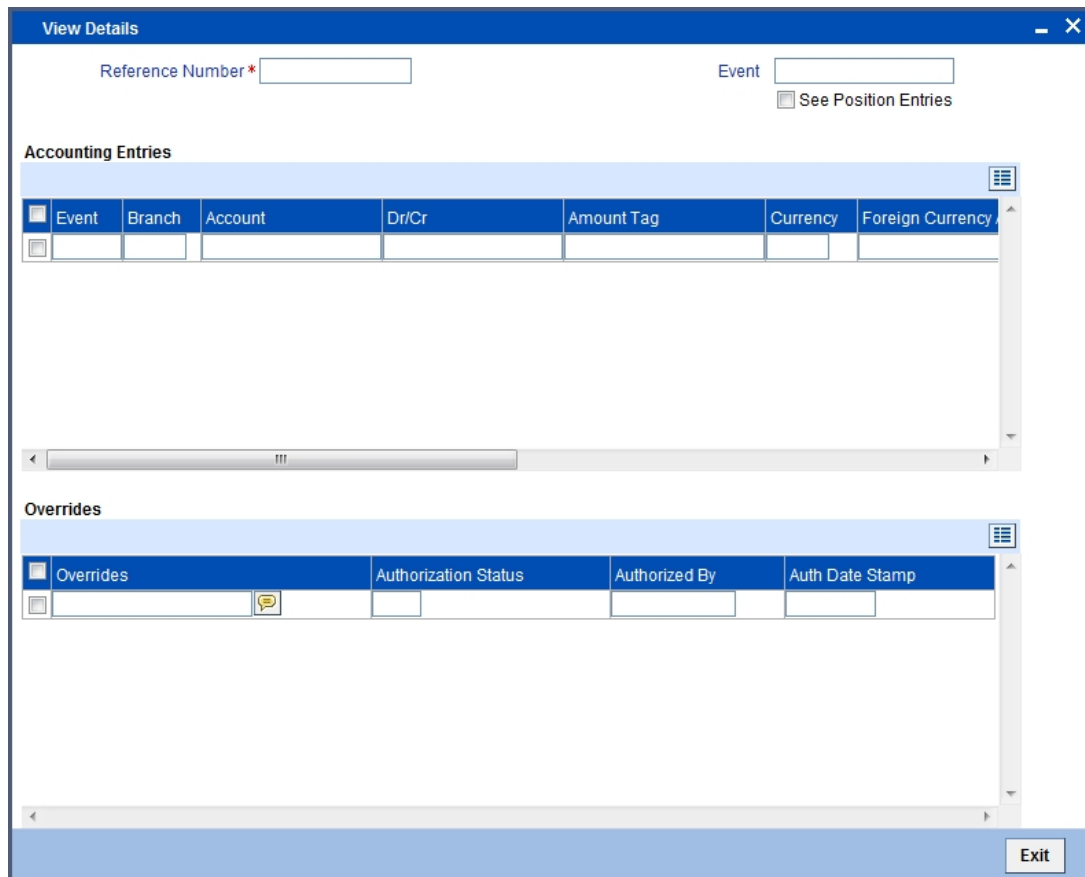 View Details
Reference Number * Event
See Position Entries
Accounting Entries
Event Branch Account Dr/Cr Amount Tag Currency Foreign Currency
Overrides
Overrides Authorization Status Authorized By Auth Date Stamp
Exit